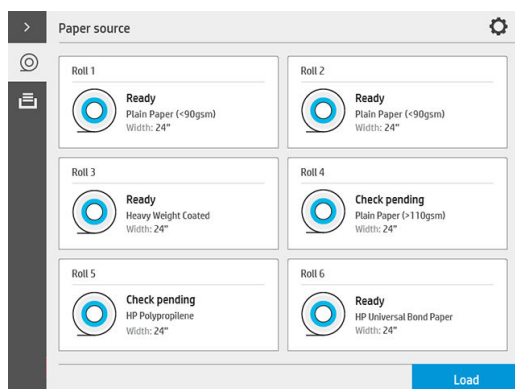 Paper source
Roll 1
Ready
Plain Paper (<90gsm)
Width: 24"
Roll 2
Ready
Plain Paper (<90gsm)
Width: 24"
Roll 3
Ready
Heavy Weight Coated
Width: 24"
Roll 4
Check pending
Plain Paper (>110gsm)
Width: 24"
Roll 5
Check pending
HP Polypropilene
Width: 24"
Roll 6
Ready
HP Universal Bond Paper
Width: 24"
Load